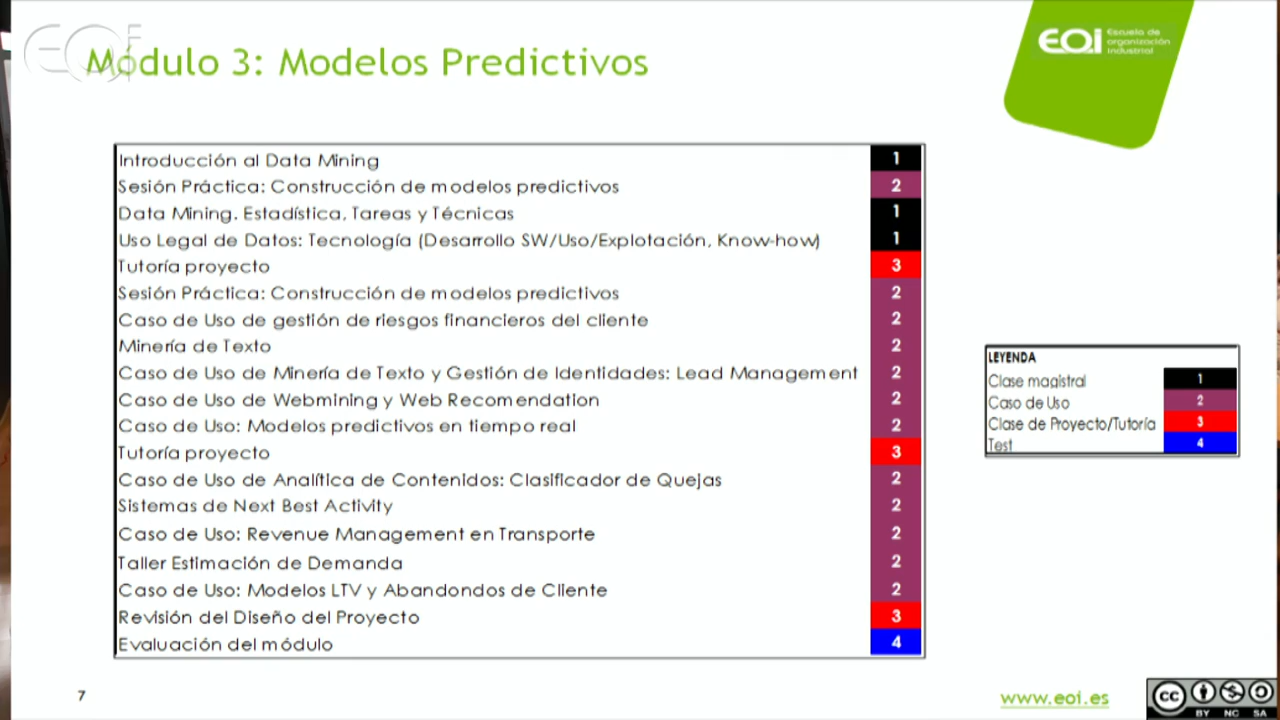 Módulo 3: Modelos Predictivos
EOI Escuela de organización industrial
Introducción al Data Mining 1
Sesión Práctica: Construcción de modelos predictivos 2
Data Mining. Estadística, Tareas y Técnicas 1
Uso Legal de Datos: Tecnología (Desarrollo SW/Uso/Explotación, Know-how) 1
Tutoría proyecto 3
Sesión Práctica: Construcción de modelos predictivos 2
Caso de Uso de gestión de riesgos financieros del cliente 2
Minería de Texto 2
Caso de Uso de Minería de Texto y Gestión de Identidades: Lead Management 2
Caso de Uso de Webmining y Web Recomendation 2
Caso de Uso: Modelos predictivos en tiempo real 2
Tutoría proyecto 3
Caso de Uso de Analítica de Contenidos: Clasificador de Quejas 2
Sistemas de Next Best Activity 2
Caso de Uso: Revenue Management en Transporte 2
Taller Estimación de Demanda 2
Caso de Uso: Modelos LTV y Abandondos de Cliente 2
Revisión del Diseño del Proyecto 3
Evaluación del módulo 4
LEYENDA
Clase magistral 1
Caso de Uso 2
Clase de Proyecto/Tutoría 3
Test 4
7
www.eoi.es
cc BY NC SA